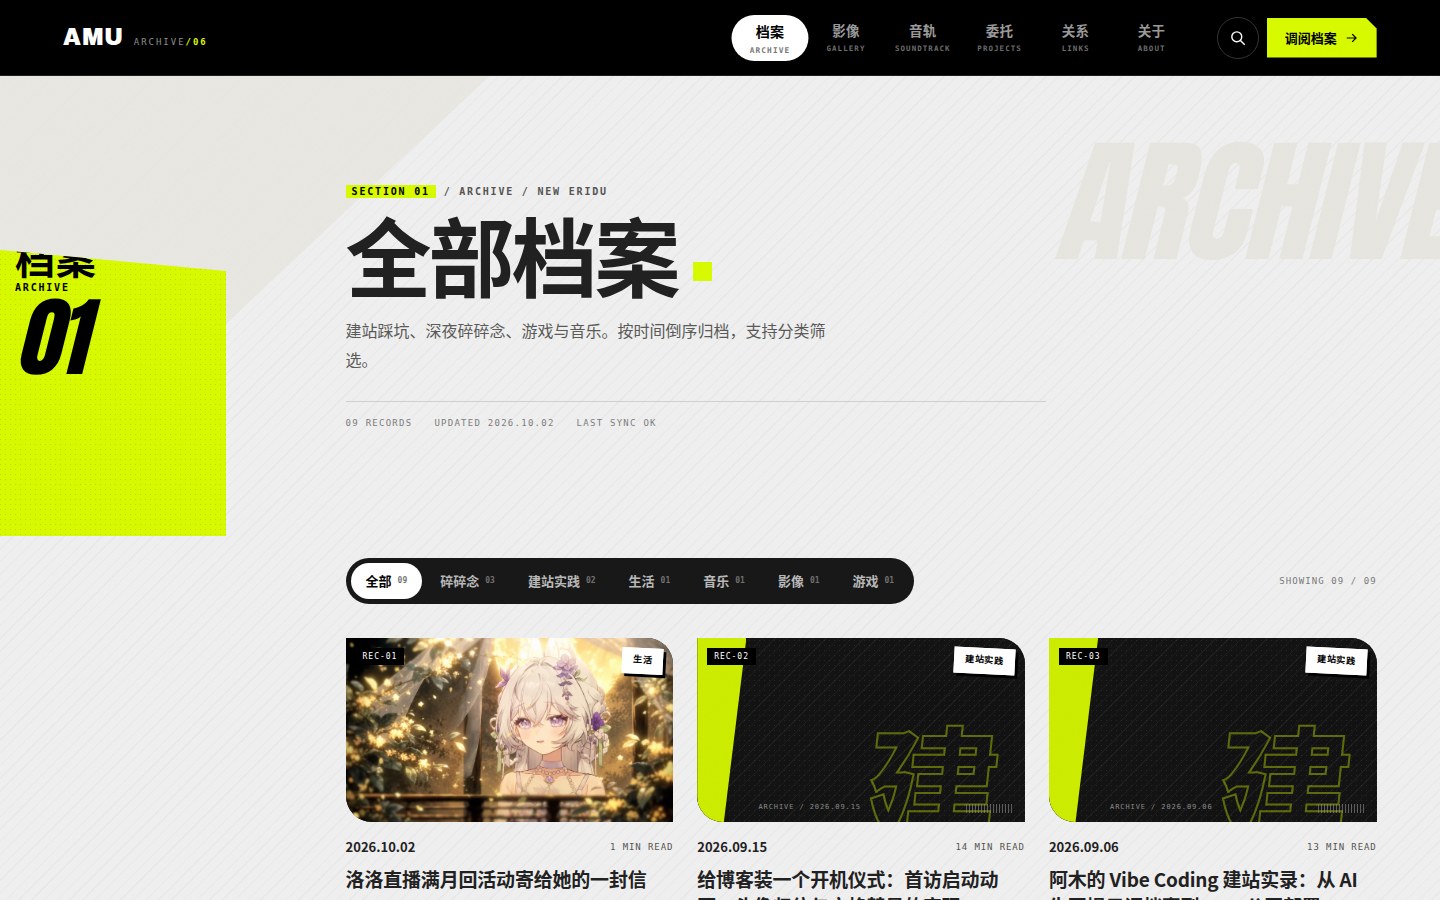 AMU ARCHIVE/06
档案 影像 音轨 委托 关系 关于
ARCHIVE GALLERY SOUNDTRACK PROJECTS LINKS ABOUT
调阅档案
ARCHIVE
SECTION 01 / ARCHIVE / NEW ERIDU
全部档案
档案
ARCHIVE
01
建站踩坑、深夜碎碎念、游戏与音乐。按时间倒序归档，支持分类筛
选。
09 RECORDS UPDATED 2026.10.02 LAST SYNC OK
全部 09 碎碎念 03 建站实践 02 生活 01 音乐 01 影像 01 游戏 01
SHOWING 09 / 09
REC-01 生活
REC-02 建站实践
建
ARCHIVE / 2026.09.15
REC-03 建站实践
建
ARCHIVE / 2026.09.06
2026.10.02 1 MIN READ
洛洛直播满月回活动寄给她的一封信
2026.09.15 14 MIN READ
给博客装一个开机仪式：首访启动动
2026.09.06 13 MIN READ
阿木的 Vibe Coding 建站实录：从 AI